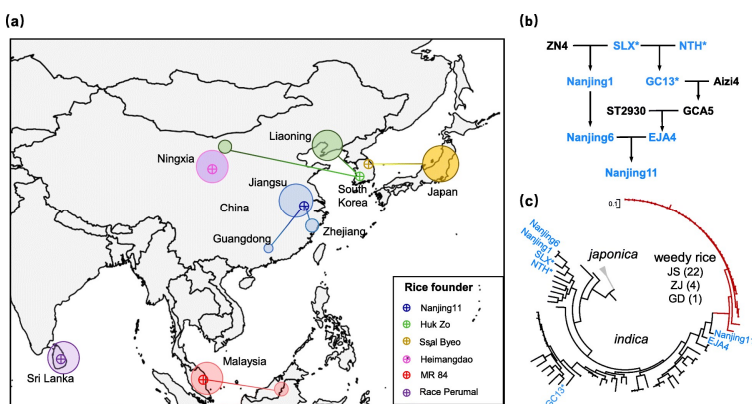 (a)
Liaoning
Ningxia
Jiangsu
China
South
Korea
Japan
Guangdong
Zhejiang
Malaysia
Sri Lanka
Rice founder
Nanjing11
Huk Zo
Ssal Byeo
Heimangdao
MR 84
Race Perumal
(b)
ZN4 SLX* NTH*
Nanjing1 GC13* Aizi4
ST2930 GCA5
Nanjing6 EJA4
Nanjing11
(c)
0.1
Nanjing6
Nanjing1
SLX*
NTH*
japonica
weedy rice
JS (22)
ZJ (4)
GD (1)
indica
Nanjing11
EJA4
GC13*